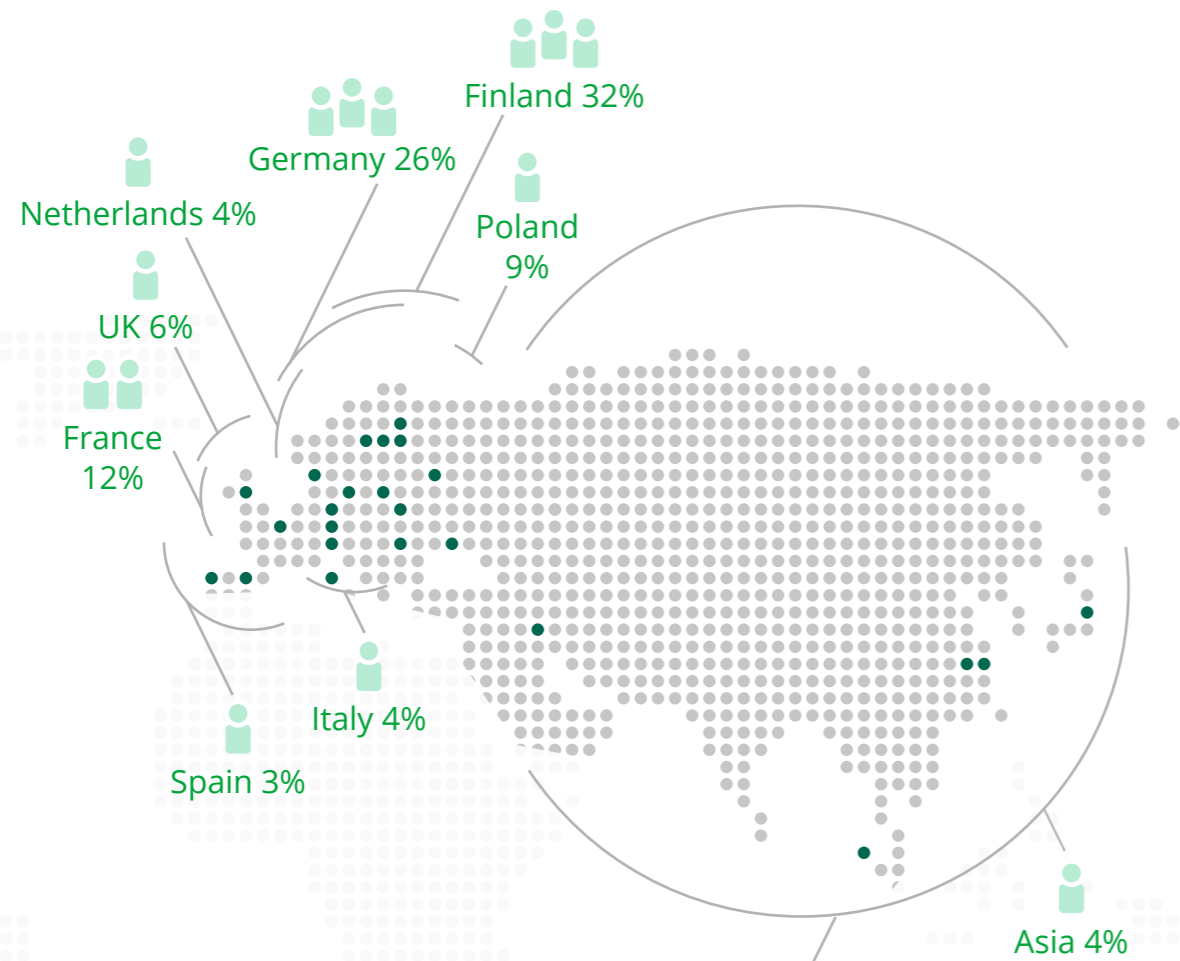 Finland 32%
Germany 26%
Netherlands 4%
Poland
9%
UK 6%
France
12%
Italy 4%
Spain 3%
Asia 4%